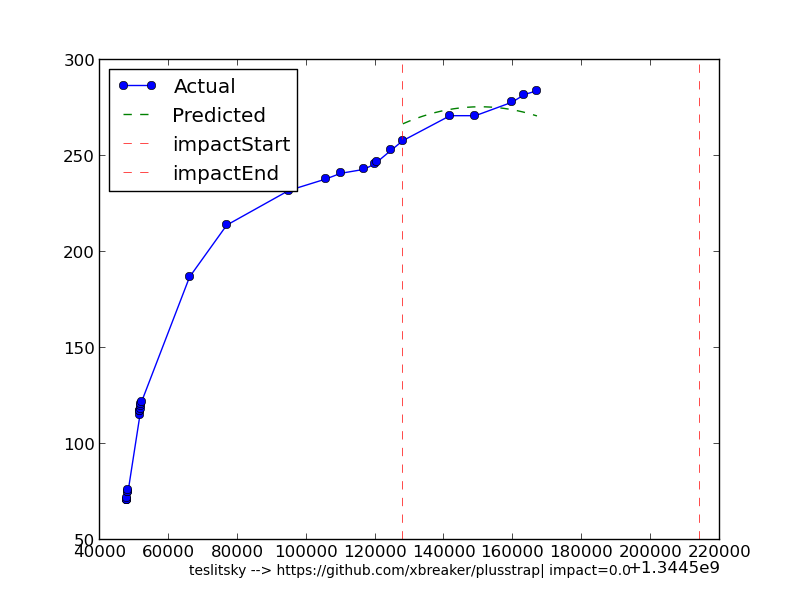 300
250
200
150
100
50
Actual
Predicted
impactStart
impactEnd
40000 60000 80000 100000 120000 140000 160000 180000 200000 220000
+1.3445e9
teslitsky --> https://github.com/xbreaker/plusstrap| impact=0.0